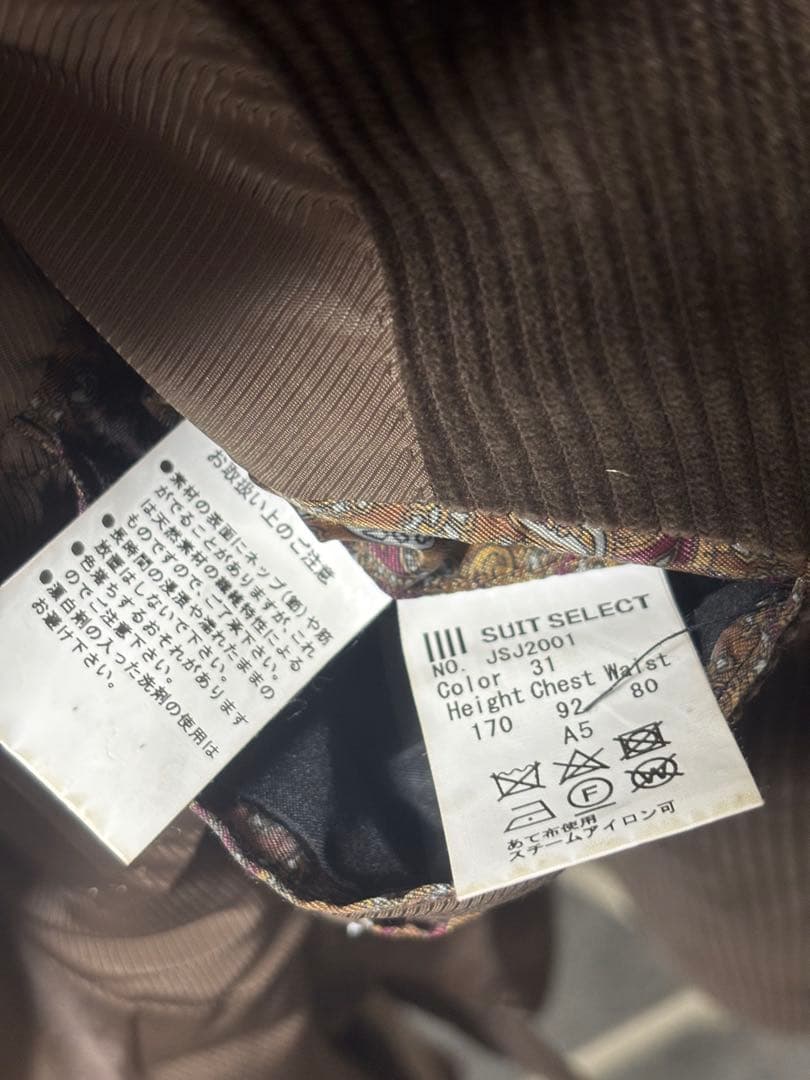 お取扱い上のご注意
●素材の表面にネップ(節)や筋
がでることがありますが、これ
は天然素材の繊維特性による
ものですので、ご了承下さい。
●長時間の浸漬や濡れたままの
放置はしないで下さい。
●色落ちするおそれがあります
のでご注意下さい。
●漂白剤の入った洗剤の使用は
お避け下さい。
SUIT SELECT
NO. JSJ2001
Color 31
Height Chest Waist
170 92 80
A5
F W
あて布使用
スチームアイロン可